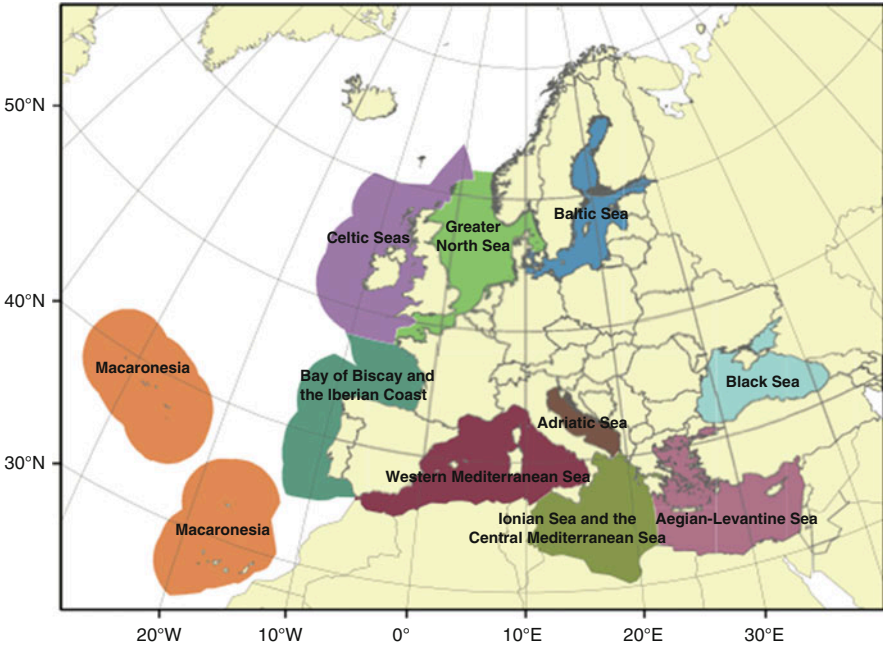 50°N
40°N
30°N
Celtic Seas
Greater
North Sea
Baltic Sea
Macaronesia
Bay of Biscay and
the Iberian Coast
Black Sea
Adriatic Sea
Western Mediterranean Sea
Ionian Sea and the
Central Mediterranean Sea
Aegian-Levantine Sea
Macaronesia
20°W
10°W
0°
10°E
20°E
30°E